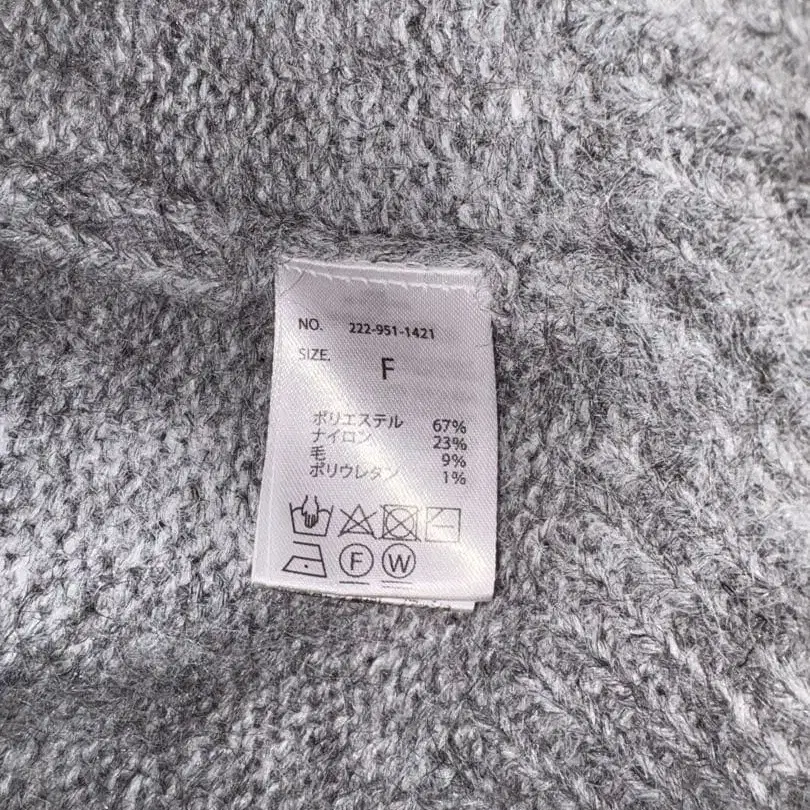 NO. 222-951-1421
SIZE. F
ポリエステル 67%
ナイロン 23%
毛 9%
ポリウレタン 1%
F W